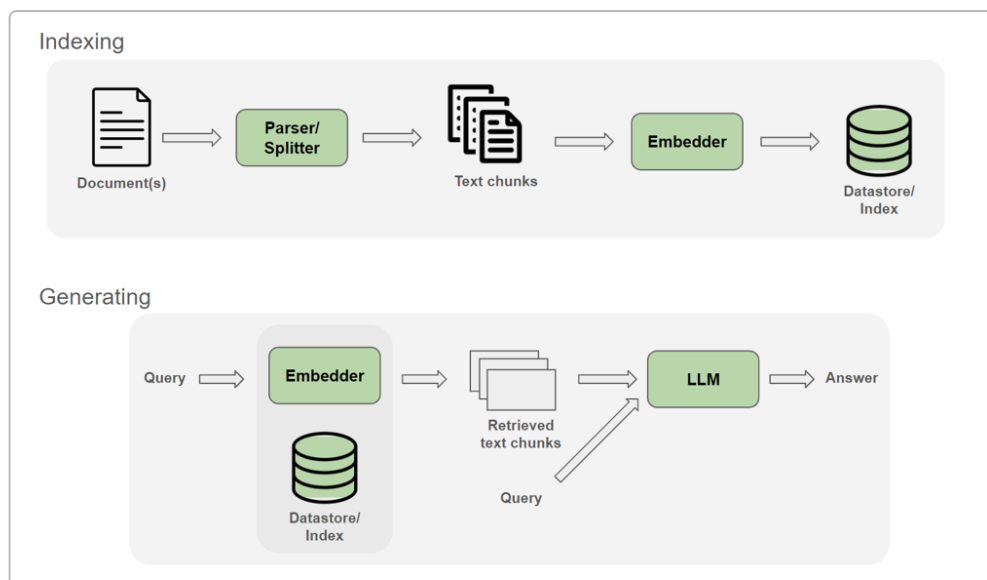 Indexing
Parser/
Splitter
Embedder
Document(s)
Text chunks
Datastore/
Index
Generating
Query
Embedder
LLM
Answer
Retrieved
text chunks
Query
Datastore/
Index